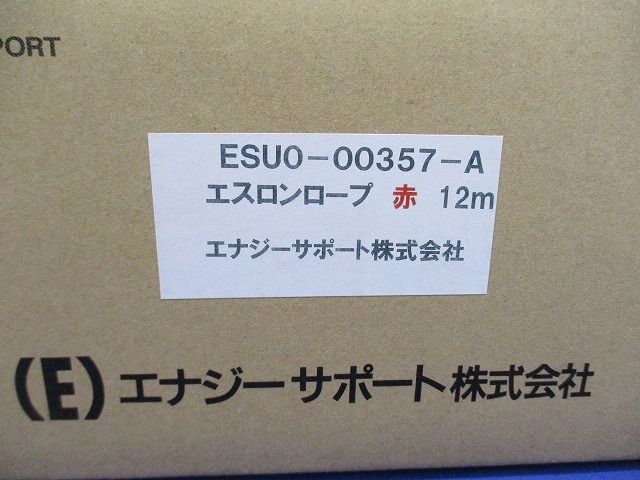 PORT
ESU0-00357-A
エスロンロープ 赤 12m
エナジーサポート株式会社
(E) エナジーサポート株式会社